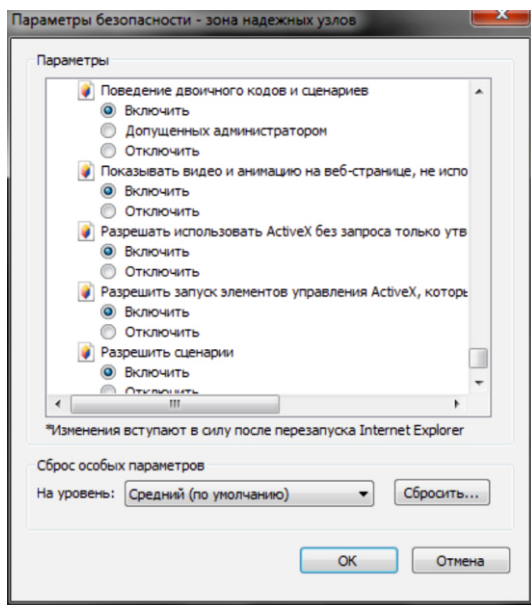 Параметры безопасности - зона надежных узлов
Параметры
Поведение двоичного кодов и сценариев
Включить
Допущенных администратором
Отключить
Показывать видео и анимацию на веб-странице, не испо
Включить
Отключить
Разрешать использовать ActiveX без запроса только утв
Включить
Отключить
Разрешить запуск элементов управления ActiveX, которы
Включить
Отключить
Разрешить сценарии
Включить
Отключить
*Изменения вступают в силу после перезапуска Internet Explorer
Сброс особых параметров
На уровень: Средний (по умолчанию) Сбросить...
ОК Отмена